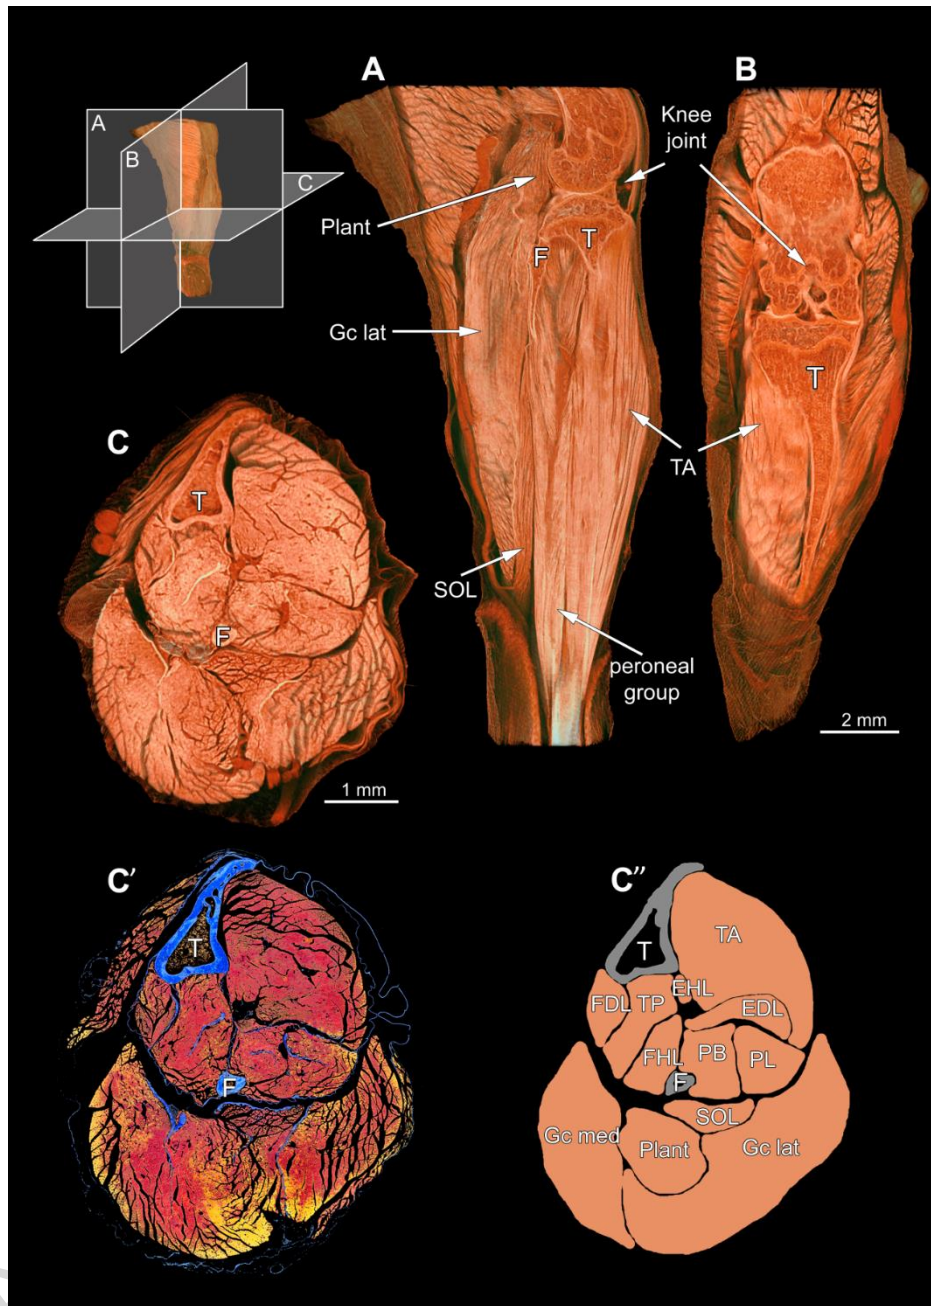 A
B
C
A
B
Knee
joint
Plant
F
T
Gc lat
T
TA
SOL
peroneal
group
2 mm
C
T
F
1 mm
C′
T
F
C″
T
TA
FDL
TP
EHL
EDL
FHL
PB
PL
F
SOL
Gc med
Plant
Gc lat